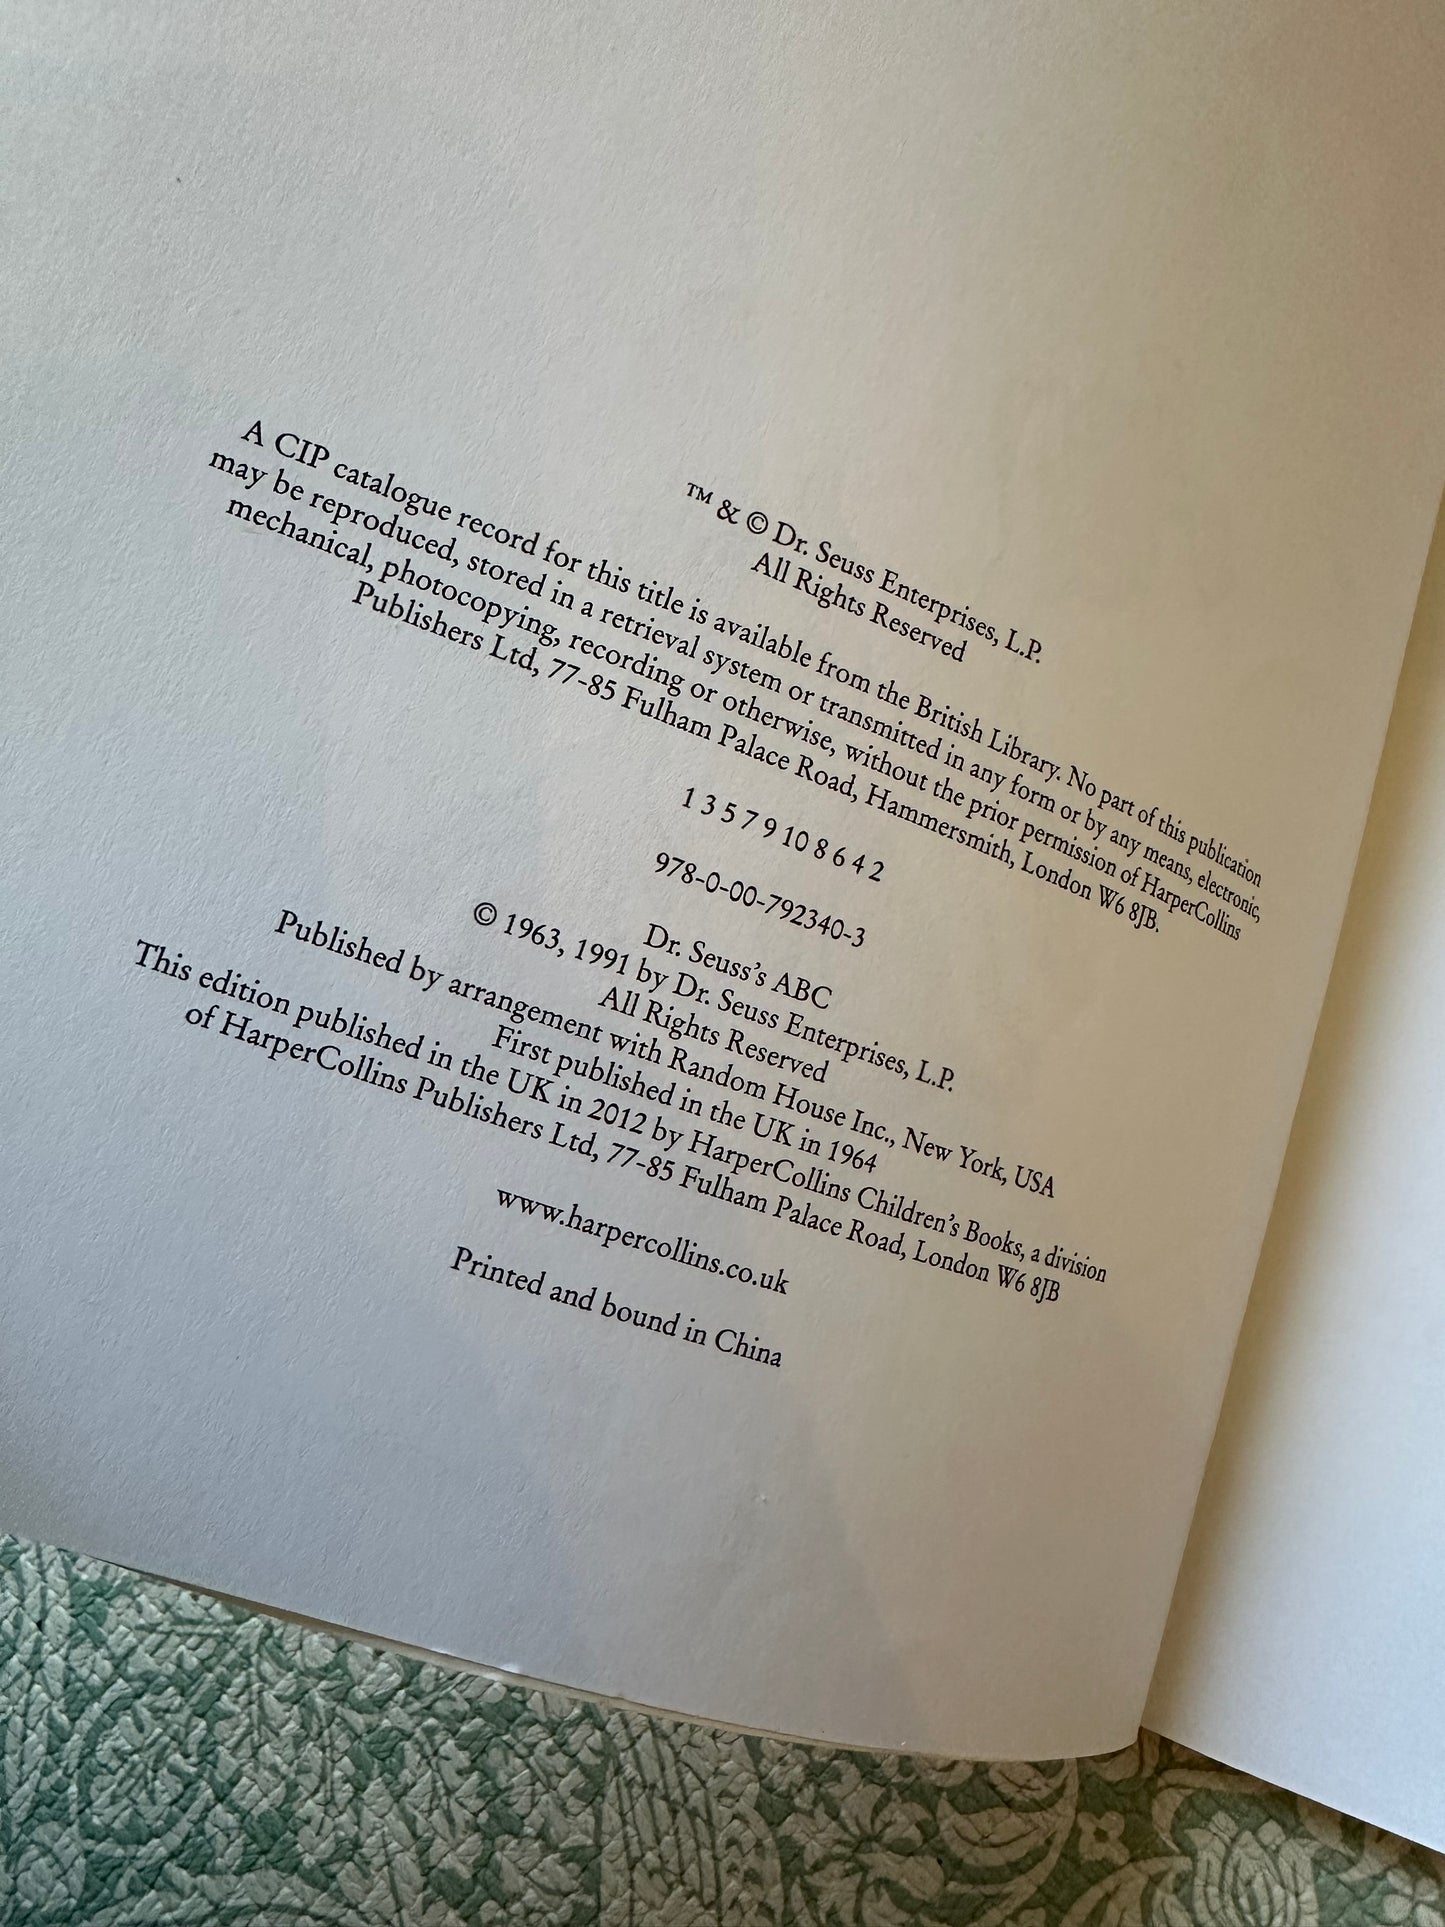 ™ & © Dr. Seuss Enterprises, L.P.
All Rights Reserved
A CIP catalogue record for this title is available from the British Library. No part of this publication
may be reproduced, stored in a retrieval system or transmitted in any form or by any means, electronic,
mechanical, photocopying, recording or otherwise, without the prior permission of HarperCollins
Publishers Ltd, 77-85 Fulham Palace Road, Hammersmith, London W6 8JB.
1 3 5 7 9 10 8 6 4 2
978-0-00-792340-3
Dr. Seuss's ABC
© 1963, 1991 by Dr. Seuss Enterprises, L.P.
All Rights Reserved
Published by arrangement with Random House Inc., New York, USA
First published in the UK in 1964
This edition published in the UK in 2012 by HarperCollins Children's Books, a division
of HarperCollins Publishers Ltd, 77-85 Fulham Palace Road, London W6 8JB
www.harpercollins.co.uk
Printed and bound in China